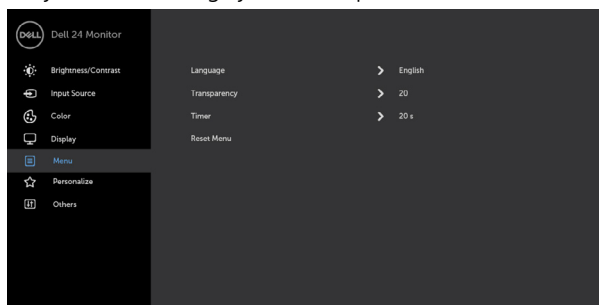 DELL Dell 24 Monitor
Brightness/Contrast Language English
Input Source Transparency 20
Color Timer 20 s
Display Reset Menu
Menu
Personalize
Others